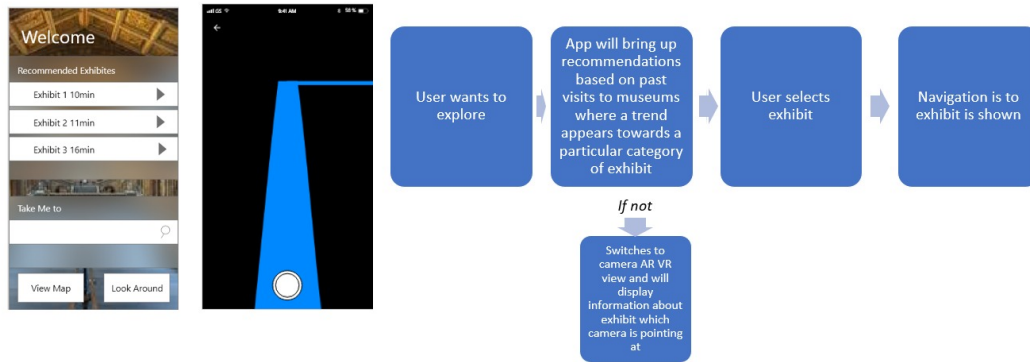 Welcome
Recommended Exhibites
Exhibit 1 10min
Exhibit 2 11min
Exhibit 3 16min
Take Me to
View Map
Look Around
9:41 AM
58 %
User wants to
explore
App will bring up
recommendations
based on past
visits to museums
where a trend
appears towards a
particular category
of exhibit
User selects
exhibit
Navigation is to
exhibit is shown
If not
Switches to
camera AR VR
view and will
display
information about
exhibit which
camera is pointing
at